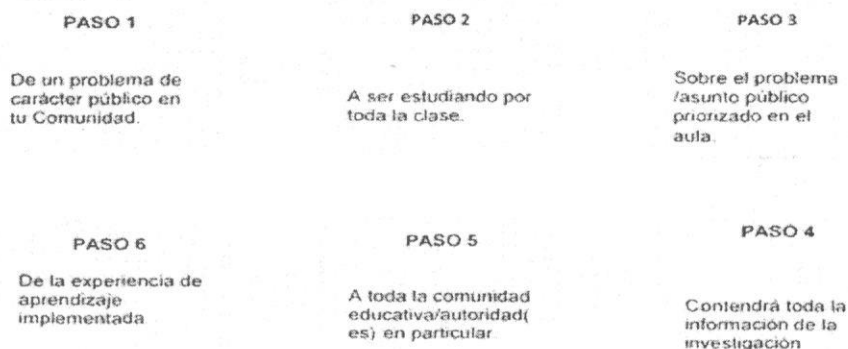 PASO 1
De un problema de
carácter público en
tu Comunidad.
PASO 2
A ser estudiando por
toda la clase.
PASO 3
Sobre el problema
/asunto público
priorizado en el
aula.
PASO 6
De la experiencia de
aprendizaje
implementada
PASO 5
A toda la comunidad
educativa/autoridad(
es) en particular
PASO 4
Contendrá toda la
información de la
investigación